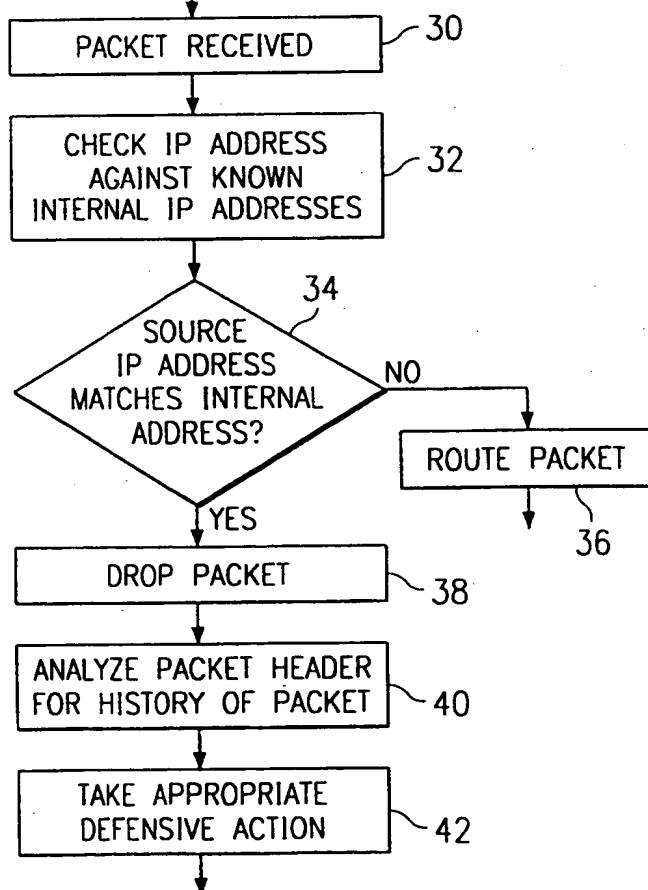 PACKET RECEIVED
30
CHECK IP ADDRESS
AGAINST KNOWN
INTERNAL IP ADDRESSES
32
34
SOURCE
IP ADDRESS
MATCHES INTERNAL
ADDRESS?
NO
ROUTE PACKET
36
YES
DROP PACKET
38
ANALYZE PACKET HEADER
FOR HISTORY OF PACKET
40
TAKE APPROPRIATE
DEFENSIVE ACTION
42